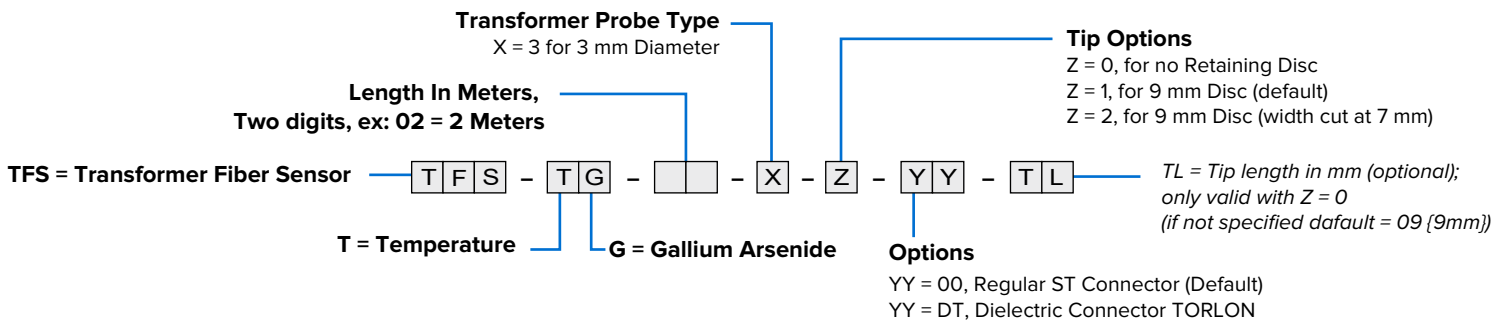 Transformer Probe Type
X = 3 for 3 mm Diameter
Tip Options
Z = 0, for no Retaining Disc
Z = 1, for 9 mm Disc (default)
Z = 2, for 9 mm Disc (width cut at 7 mm)
Length In Meters,
Two digits, ex: 02 = 2 Meters
TFS = Transformer Fiber Sensor
T F S – T G – – X – Z – Y Y – T L
TL = Tip length in mm (optional);
only valid with Z = 0
(if not specified dafault = 09 {9mm})
T = Temperature
G = Gallium Arsenide
Options
YY = 00, Regular ST Connector (Default)
YY = DT, Dielectric Connector TORLON